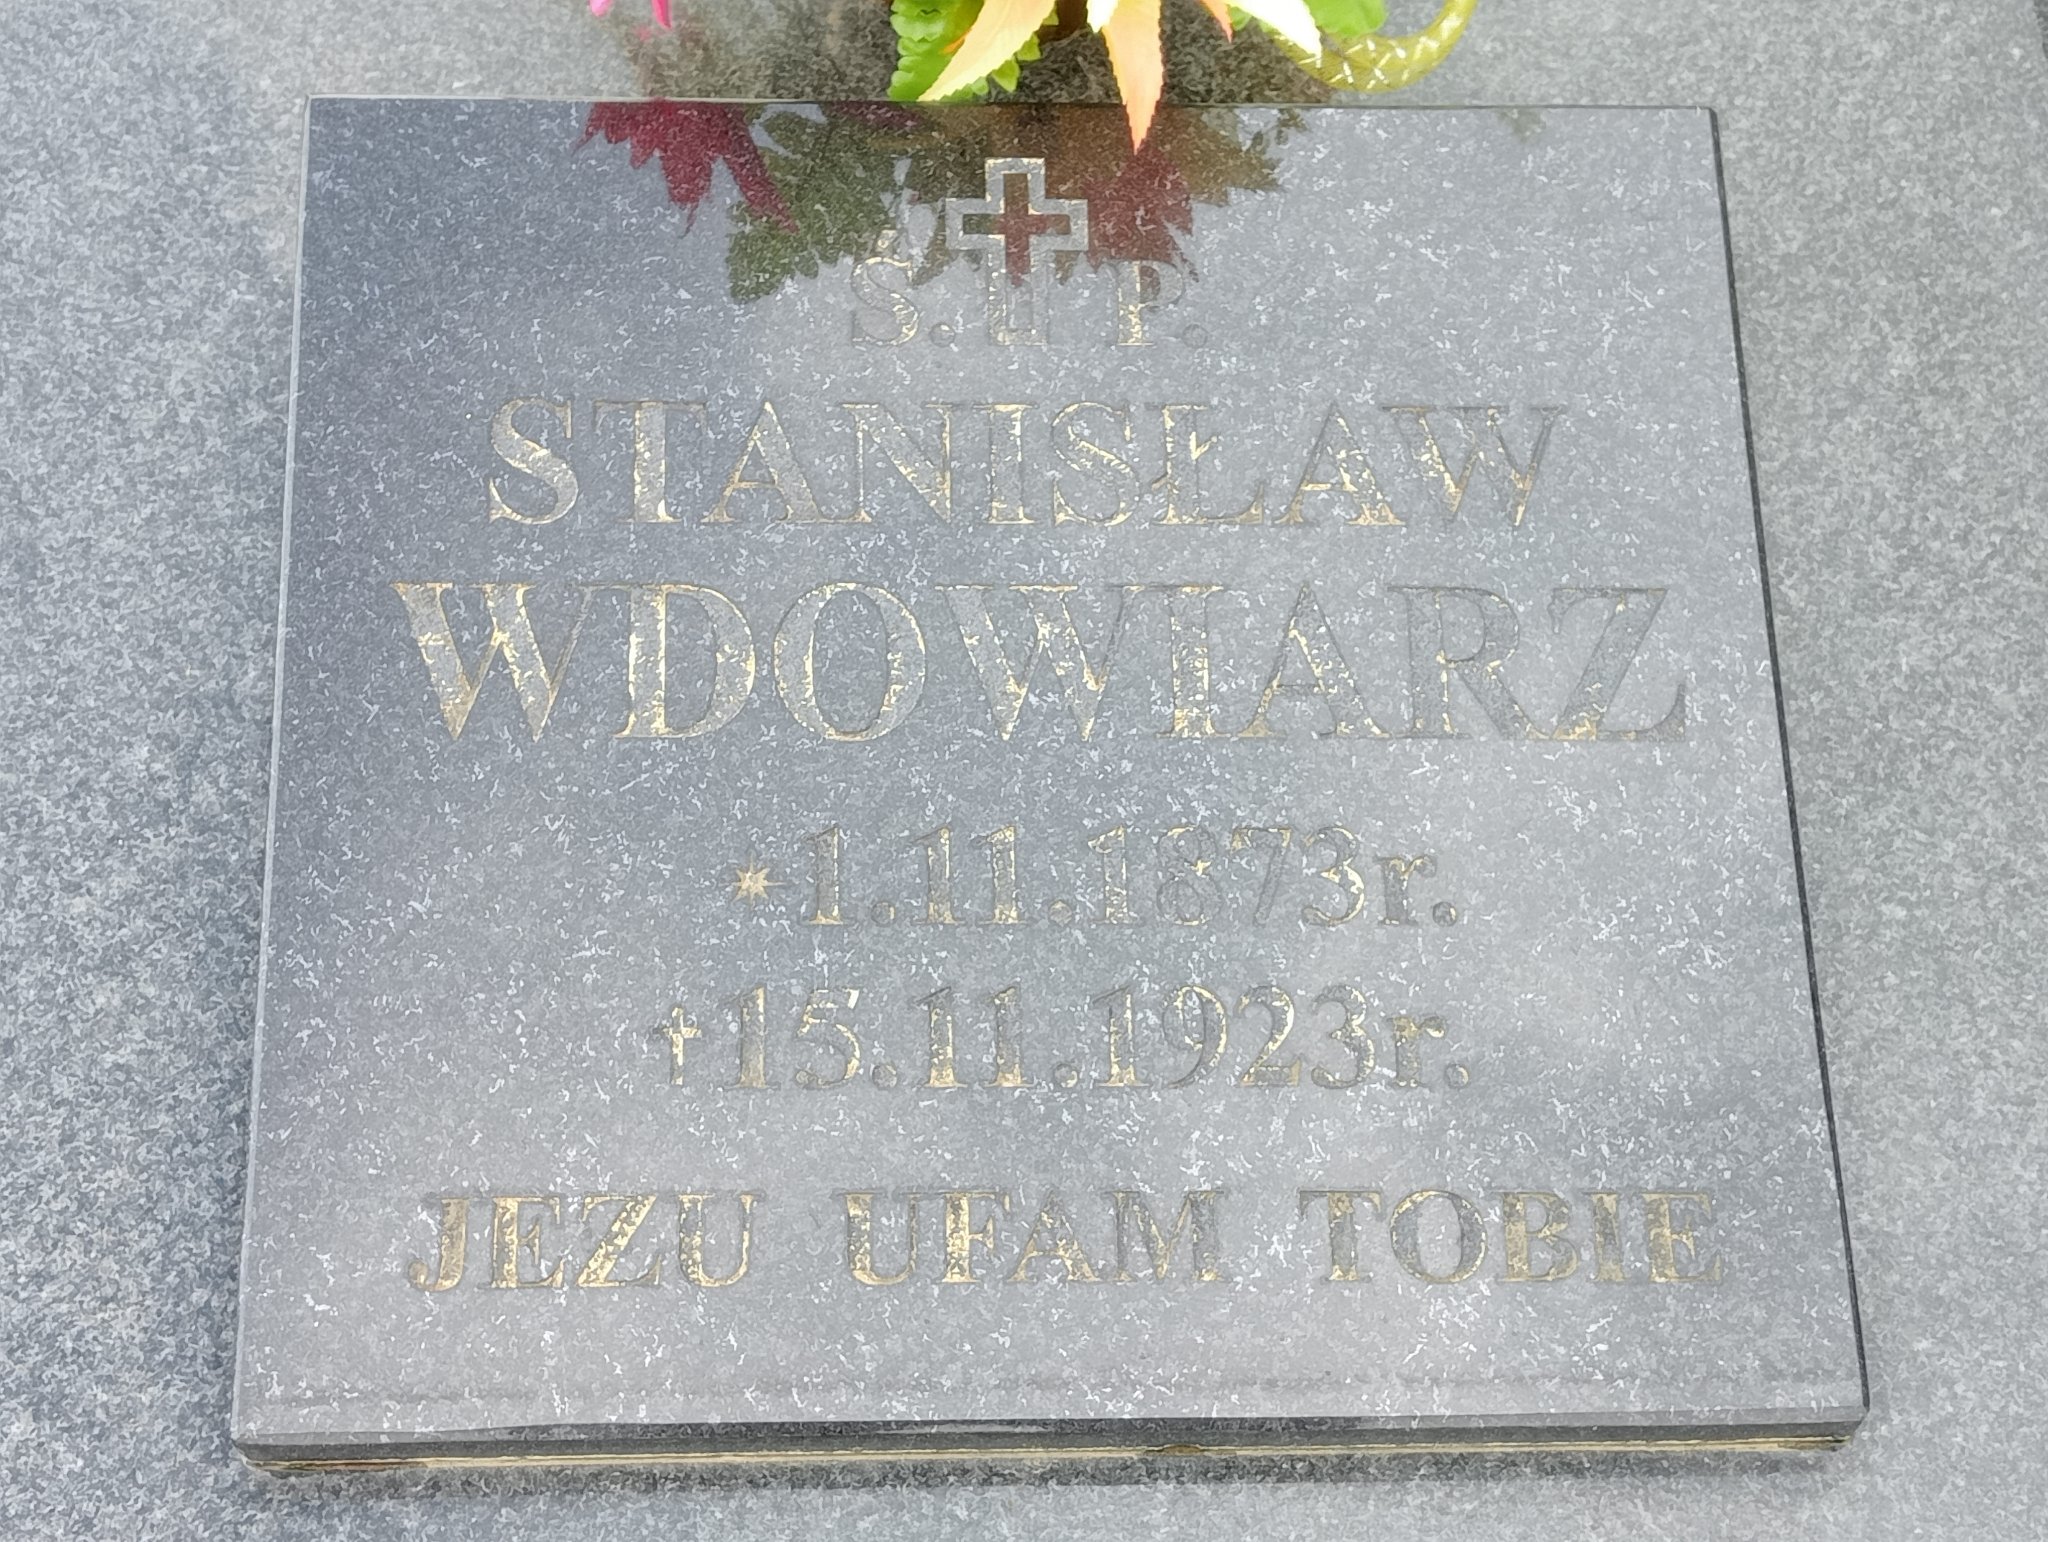 Ś. P.
STANISŁAW
WDOWIARZ
*1.11.1873r.
†15.11.1923r.
JEZU UFAM TOBIE